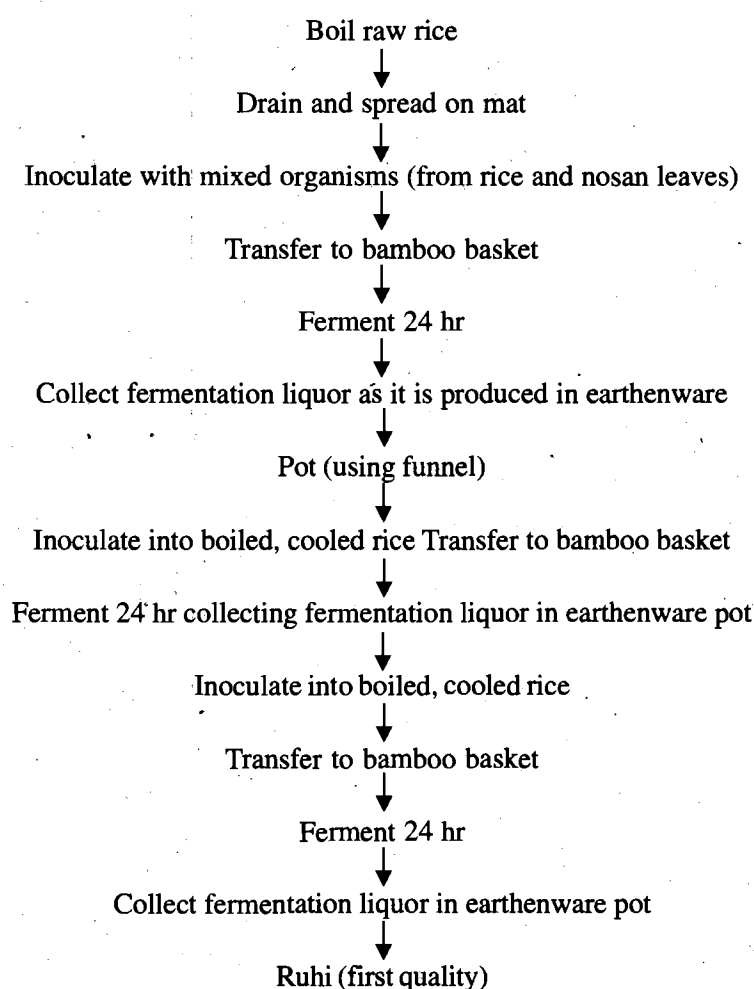 Boil raw rice
Drain and spread on mat
Inoculate with mixed organisms (from rice and nosan leaves)
Transfer to bamboo basket
Ferment 24 hr
Collect fermentation liquor as it is produced in earthenware
Pot (using funnel)
Inoculate into boiled, cooled rice Transfer to bamboo basket
Ferment 24 hr collecting fermentation liquor in earthenware pot
Inoculate into boiled, cooled rice
Transfer to bamboo basket
Ferment 24 hr
Collect fermentation liquor in earthenware pot
Ruhi (first quality)